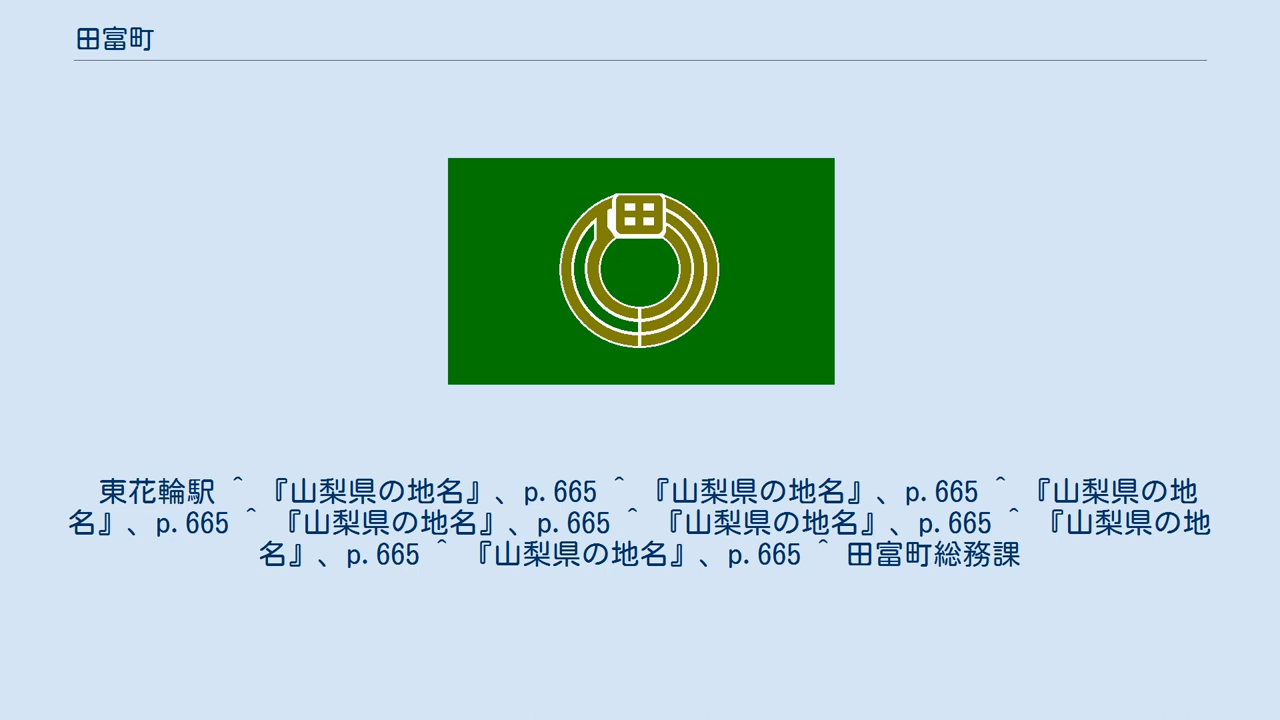 田富町
東花輪駅 ^ 『山梨県の地名』、p.665 ^ 『山梨県の地名』、p.665 ^ 『山梨県の地
名』、p.665 ^ 『山梨県の地名』、p.665 ^ 『山梨県の地名』、p.665 ^ 『山梨県の地
名』、p.665 ^ 『山梨県の地名』、p.665 ^ 田富町総務課